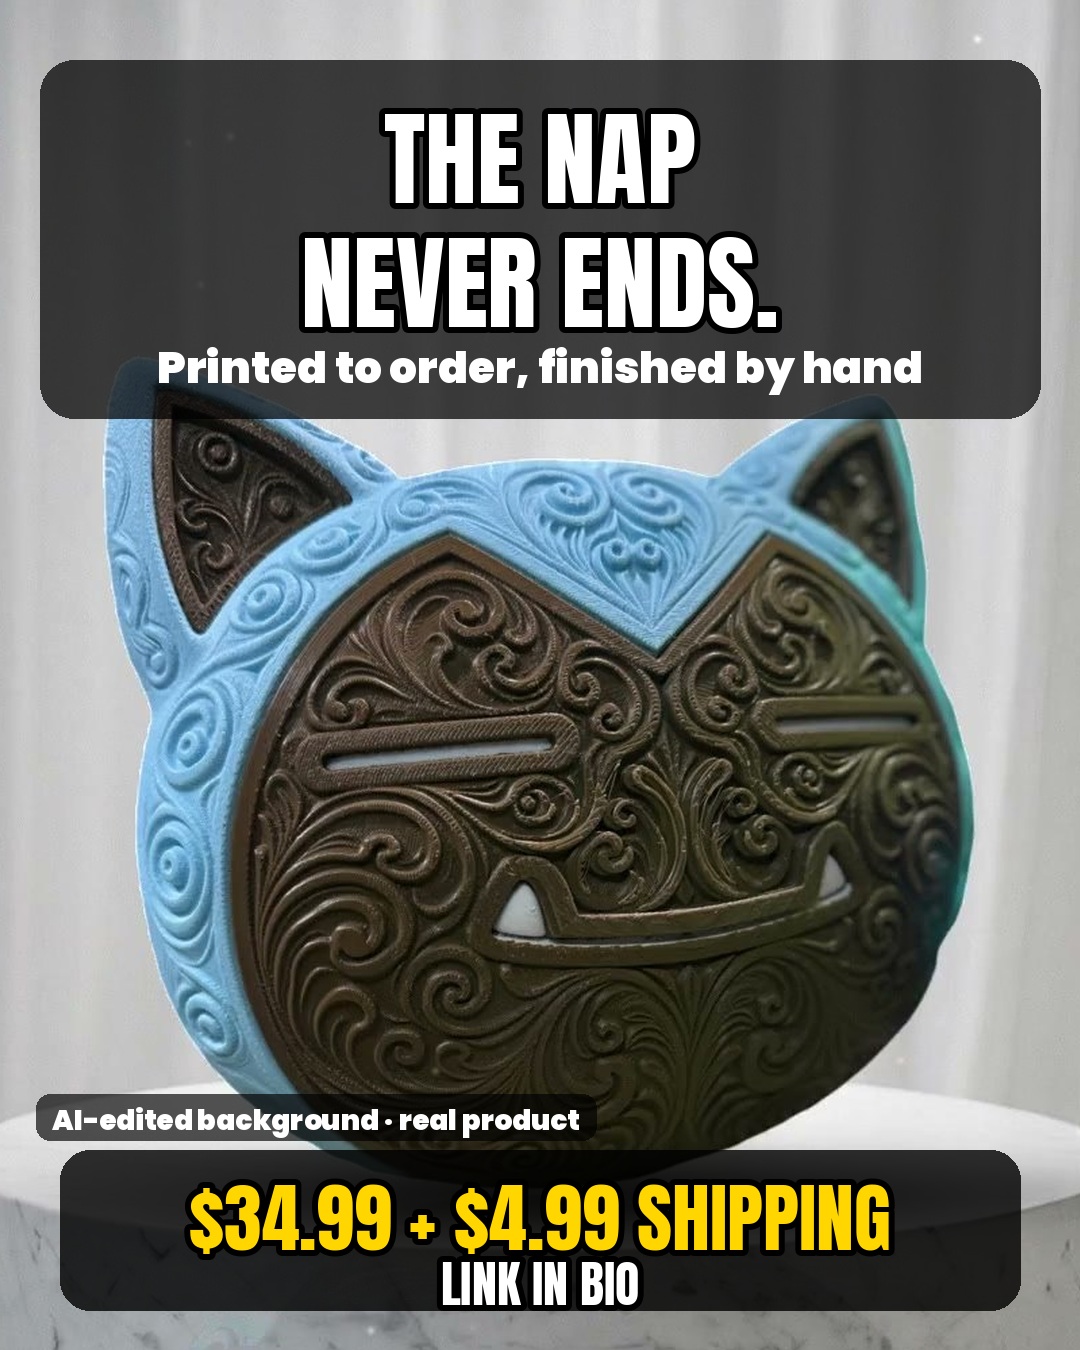 THE NAP
NEVER ENDS.
Printed to order, finished by hand
AI-edited background · real product
$34.99 + $4.99 SHIPPING
LINK IN BIO